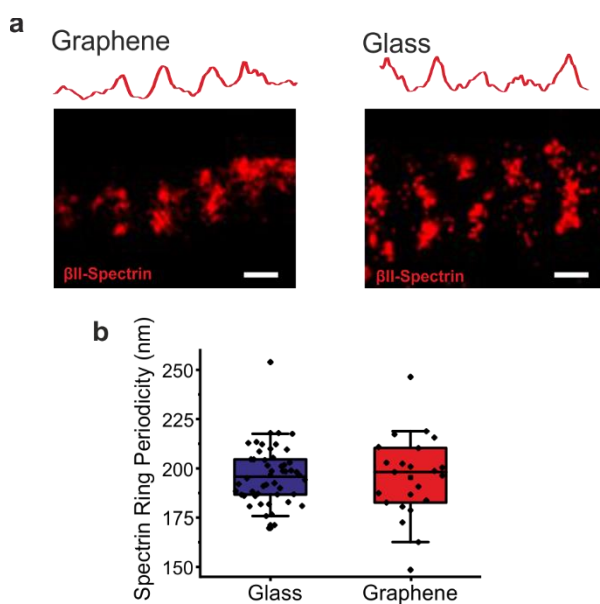 a
Graphene
Glass
βII-Spectrin
βII-Spectrin
b
Spectrin Ring Periodicity (nm)
250
225
200
175
150
Glass
Graphene